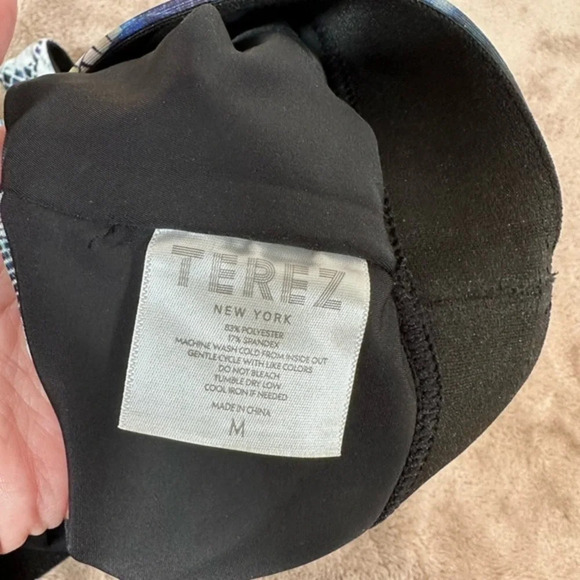 TEREZ
NEW YORK
83% POLYESTER
17% SPANDEX
MACHINE WASH COLD FROM INSIDE OUT
GENTLE CYCLE WITH LIKE COLORS
DO NOT BLEACH
TUMBLE DRY LOW
COOL IRON IF NEEDED
MADE IN CHINA
M